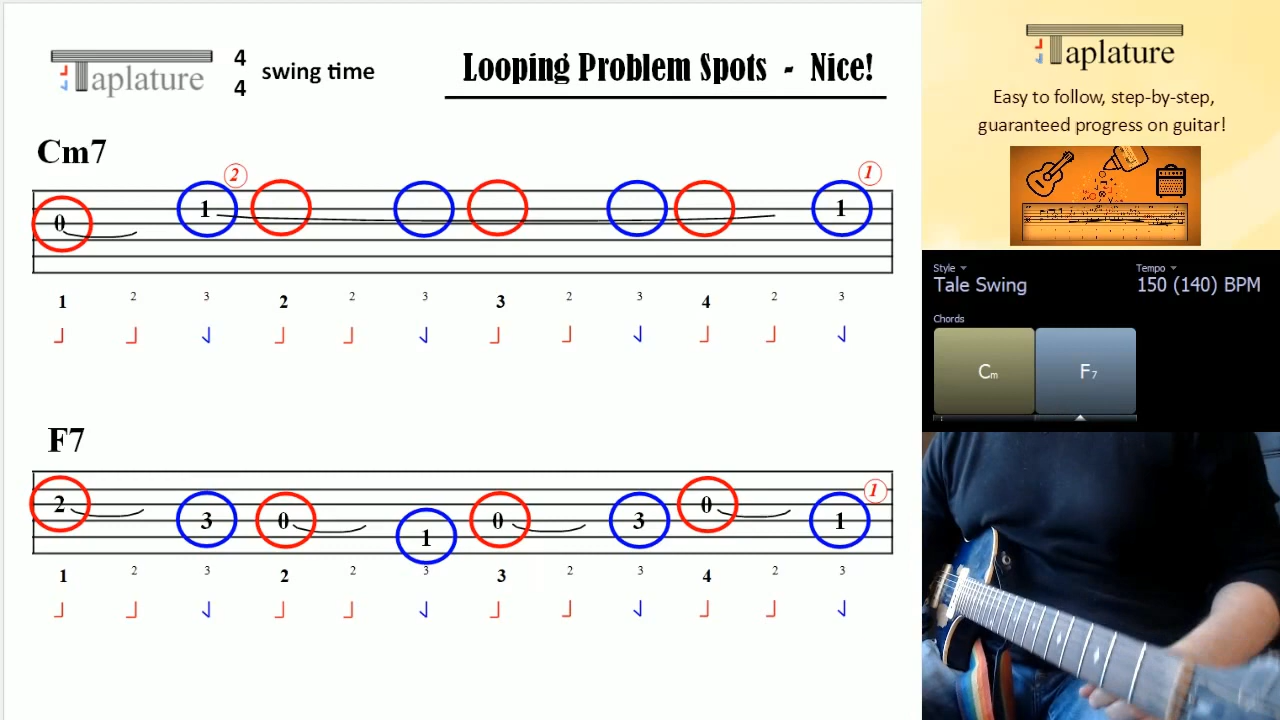 Taplature
4
4
swing time
Looping Problem Spots - Nice!
Cm7
2
1
0 1 1
1 2 3 2 2 3 3 2 3 4 2 3
F7
1
2 3 0 1 0 3 0 1
1 2 3 2 2 3 3 2 3 4 2 3
Taplature
Easy to follow, step-by-step,
guaranteed progress on guitar!
Style
Tempo
Tale Swing
150 (140) BPM
Chords
Cm
F7